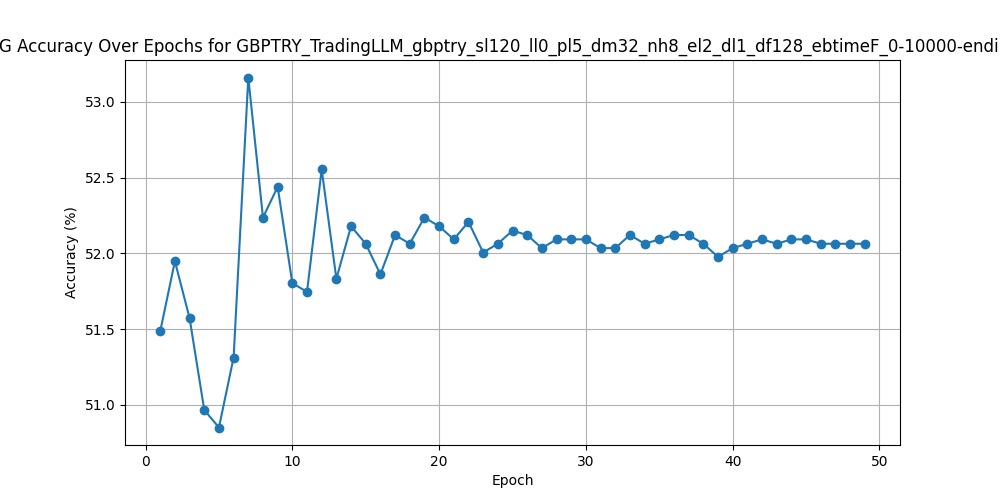 G Accuracy Over Epochs for GBPTRY_TradingLLM_gbptry_sl120_ll0_pl5_dm32_nh8_el2_dl1_df128_ebtimeF_0-10000-endi
53.0
52.5
52.0
51.5
51.0
Accuracy (%)
0 10 20 30 40 50
Epoch